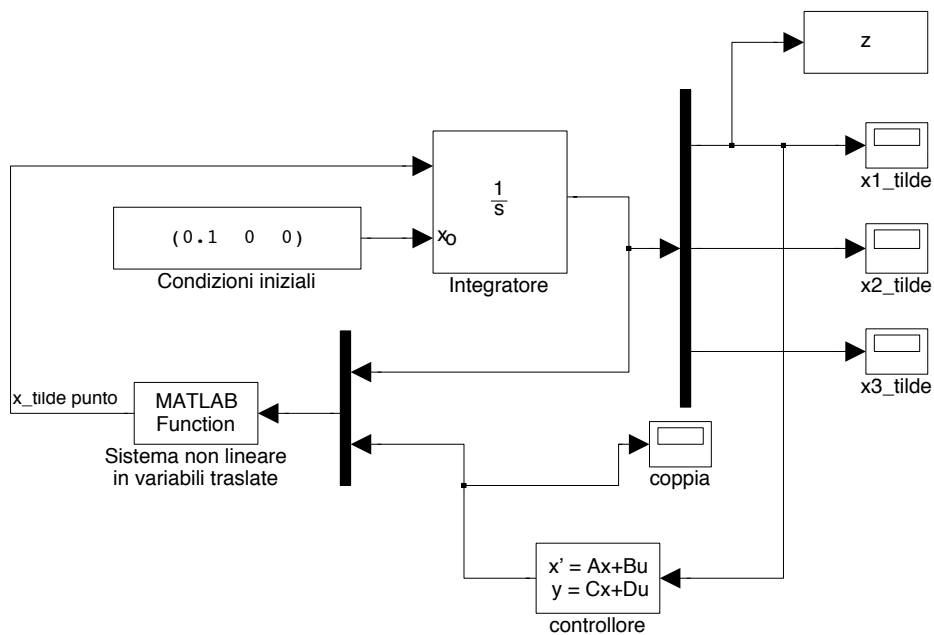 z
x1_tilde
1
s
xo
(0.1 0 0)
Condizioni iniziali
Integratore
x2_tilde
x3_tilde
x_tilde punto
MATLAB
Function
Sistema non lineare
in variabili traslate
coppia
x' = Ax+Bu
y = Cx+Du
controllore